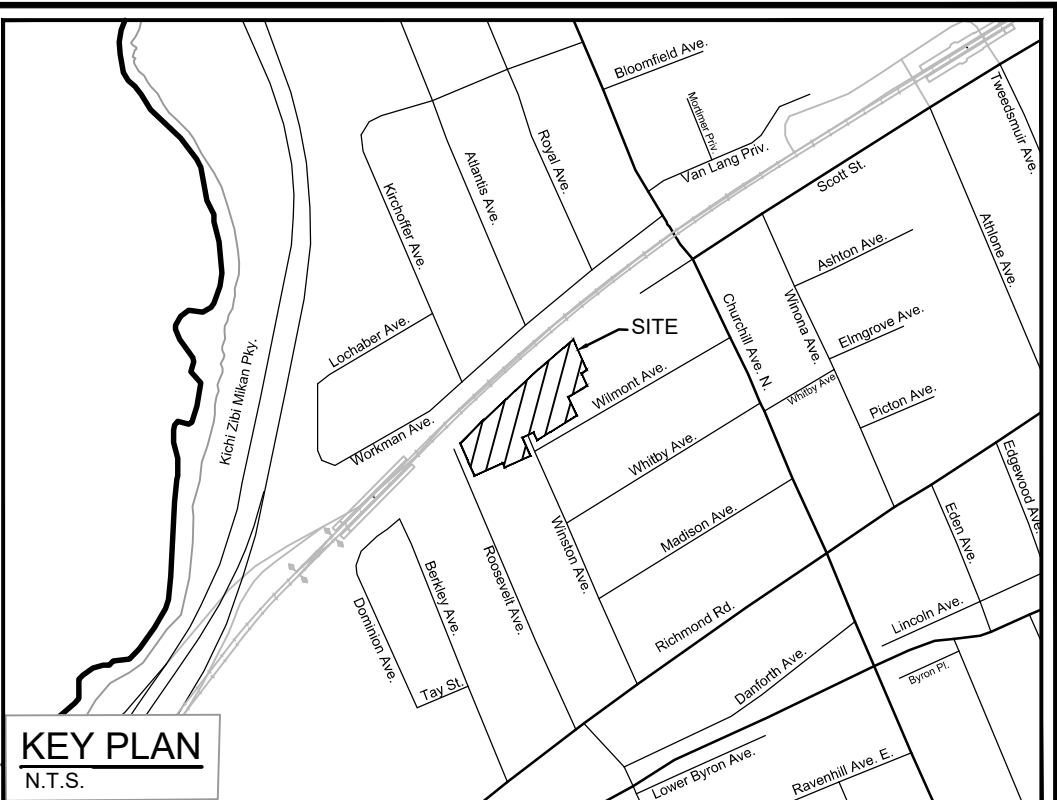 Bloomfield Ave.
Mortimer Priv.
Van Lang Priv.
Tweedsmuir Ave.
Scott St.
Royal Ave.
Atlantis Ave.
Kirchoffer Ave.
Athlone Ave.
Ashton Ave.
Winona Ave.
Churchill Ave. N.
Elmgrove Ave.
SITE
Lochaber Ave.
Kichi Zibi Mikan Pky.
Wilmont Ave.
Whitby Ave
Picton Ave.
Workman Ave.
Whitby Ave.
Madison Ave.
Winston Ave.
Roosevelt Ave.
Berkley Ave.
Dominion Ave.
Tay St.
Richmond Rd.
Danforth Ave.
Eden Ave.
Edgewood Ave.
Lincoln Ave.
Byron Pl.
Lower Byron Ave.
Ravenhill Ave. E.
KEY PLAN
N.T.S.